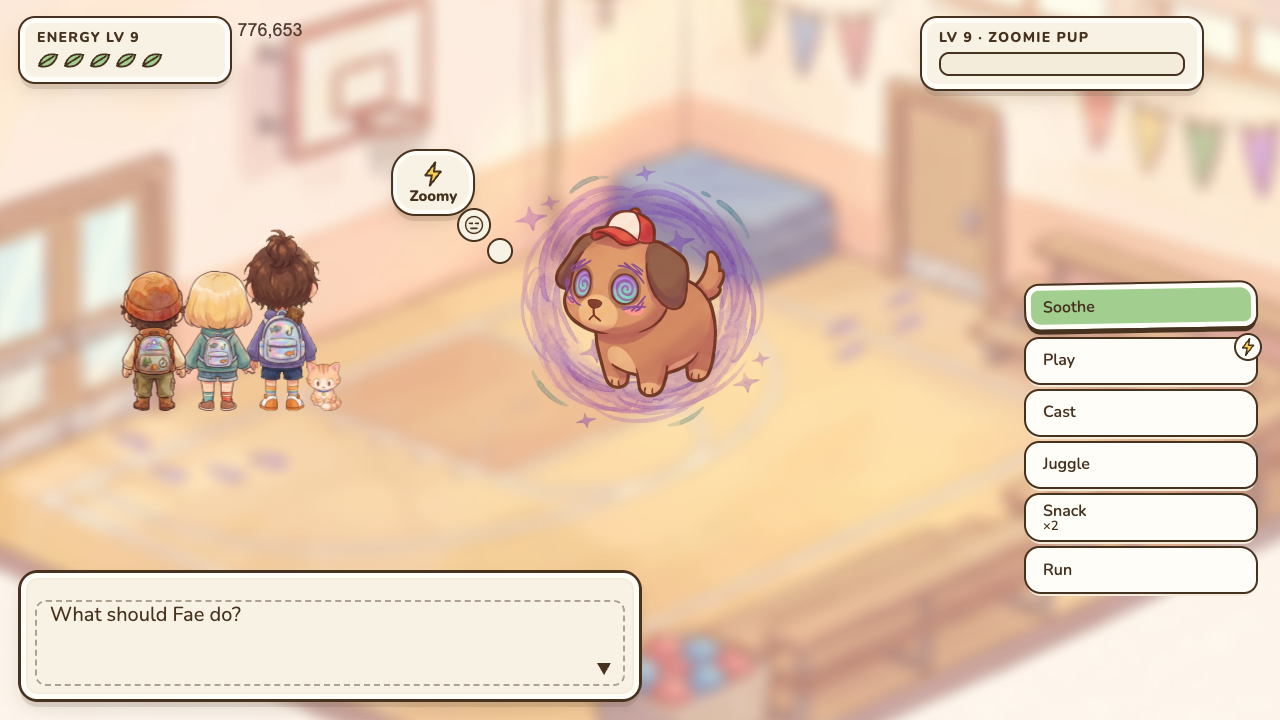 ENERGY LV 9
776,653
LV 9 · ZOOMIE PUP
Zoomy
Soothe
Play
Cast
Juggle
Snack
×2
Run
What should Fae do?